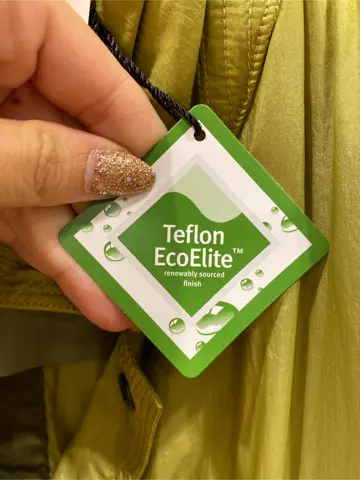 Teflon
EcoElite™
renewably sourced
finish